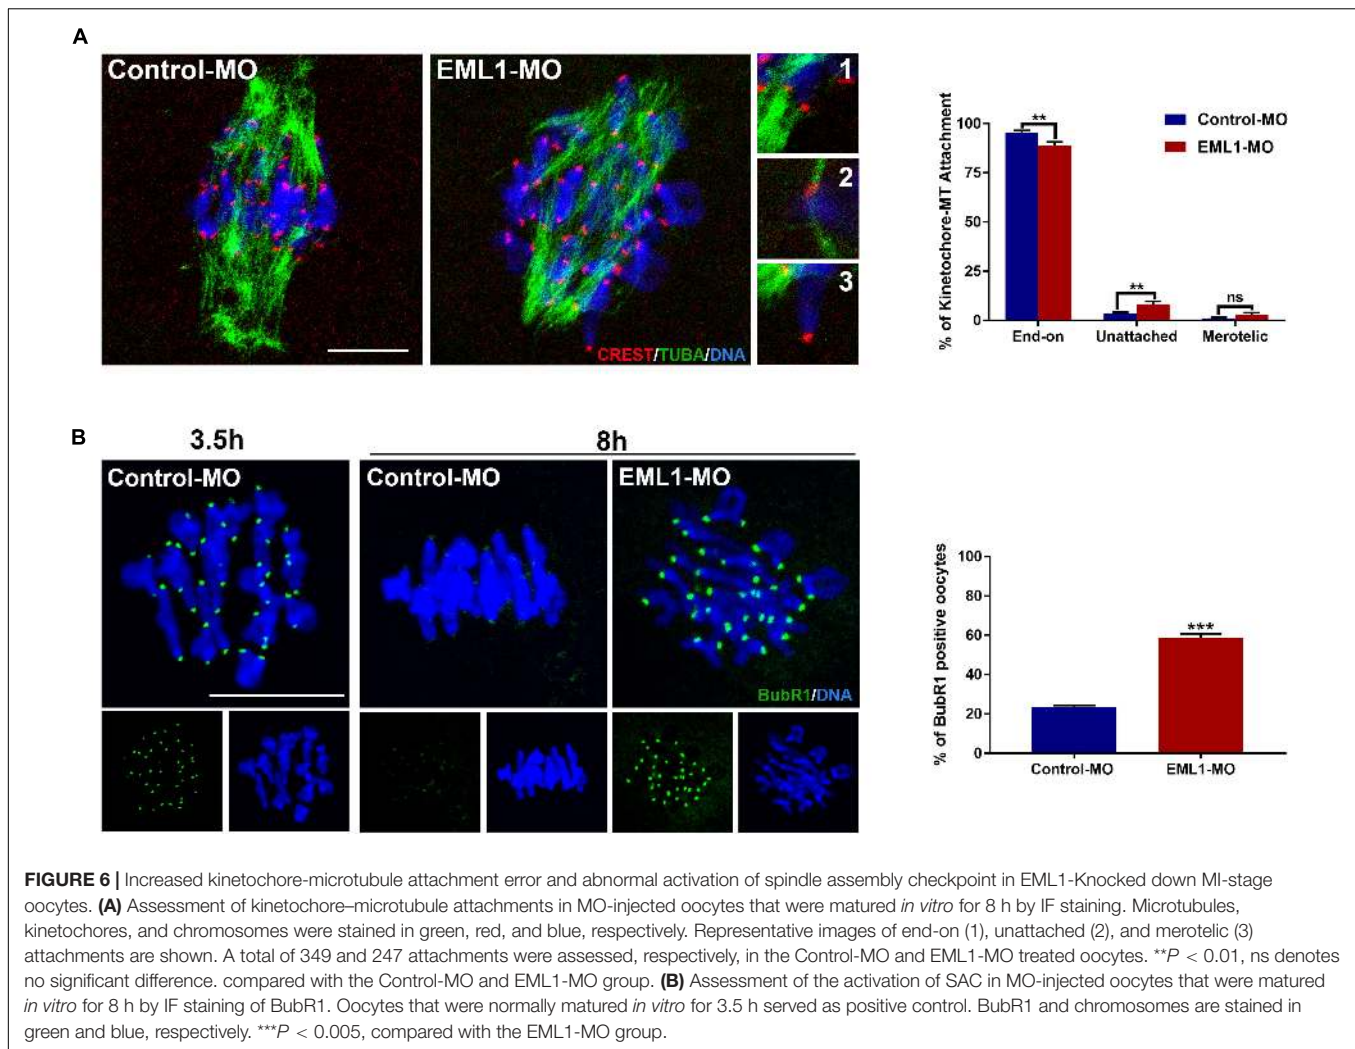 A
Control-MO
EML1-MO
CREST/TUBA/DNA
1
2
3
% of Kinetochore-MT Attachment
100
75
50
25
0
**
**
ns
End-on Unattached Merotelic
Control-MO
EML1-MO
B
3.5h
8h
Control-MO
Control-MO
EML1-MO
BubR1/DNA
% of BubR1 positive oocytes
100
80
60
40
20
0
***
Control-MO EML1-MO
FIGURE 6 | Increased kinetochore-microtubule attachment error and abnormal activation of spindle assembly checkpoint in EML1-Knocked down MI-stage
oocytes. (A) Assessment of kinetochore–microtubule attachments in MO-injected oocytes that were matured in vitro for 8 h by IF staining. Microtubules,
kinetochores, and chromosomes were stained in green, red, and blue, respectively. Representative images of end-on (1), unattached (2), and merotelic (3)
attachments are shown. A total of 349 and 247 attachments were assessed, respectively, in the Control-MO and EML1-MO treated oocytes. **P < 0.01, ns denotes
no significant difference. compared with the Control-MO and EML1-MO group. (B) Assessment of the activation of SAC in MO-injected oocytes that were matured
in vitro for 8 h by IF staining of BubR1. Oocytes that were normally matured in vitro for 3.5 h served as positive control. BubR1 and chromosomes are stained in
green and blue, respectively. ***P < 0.005, compared with the EML1-MO group.